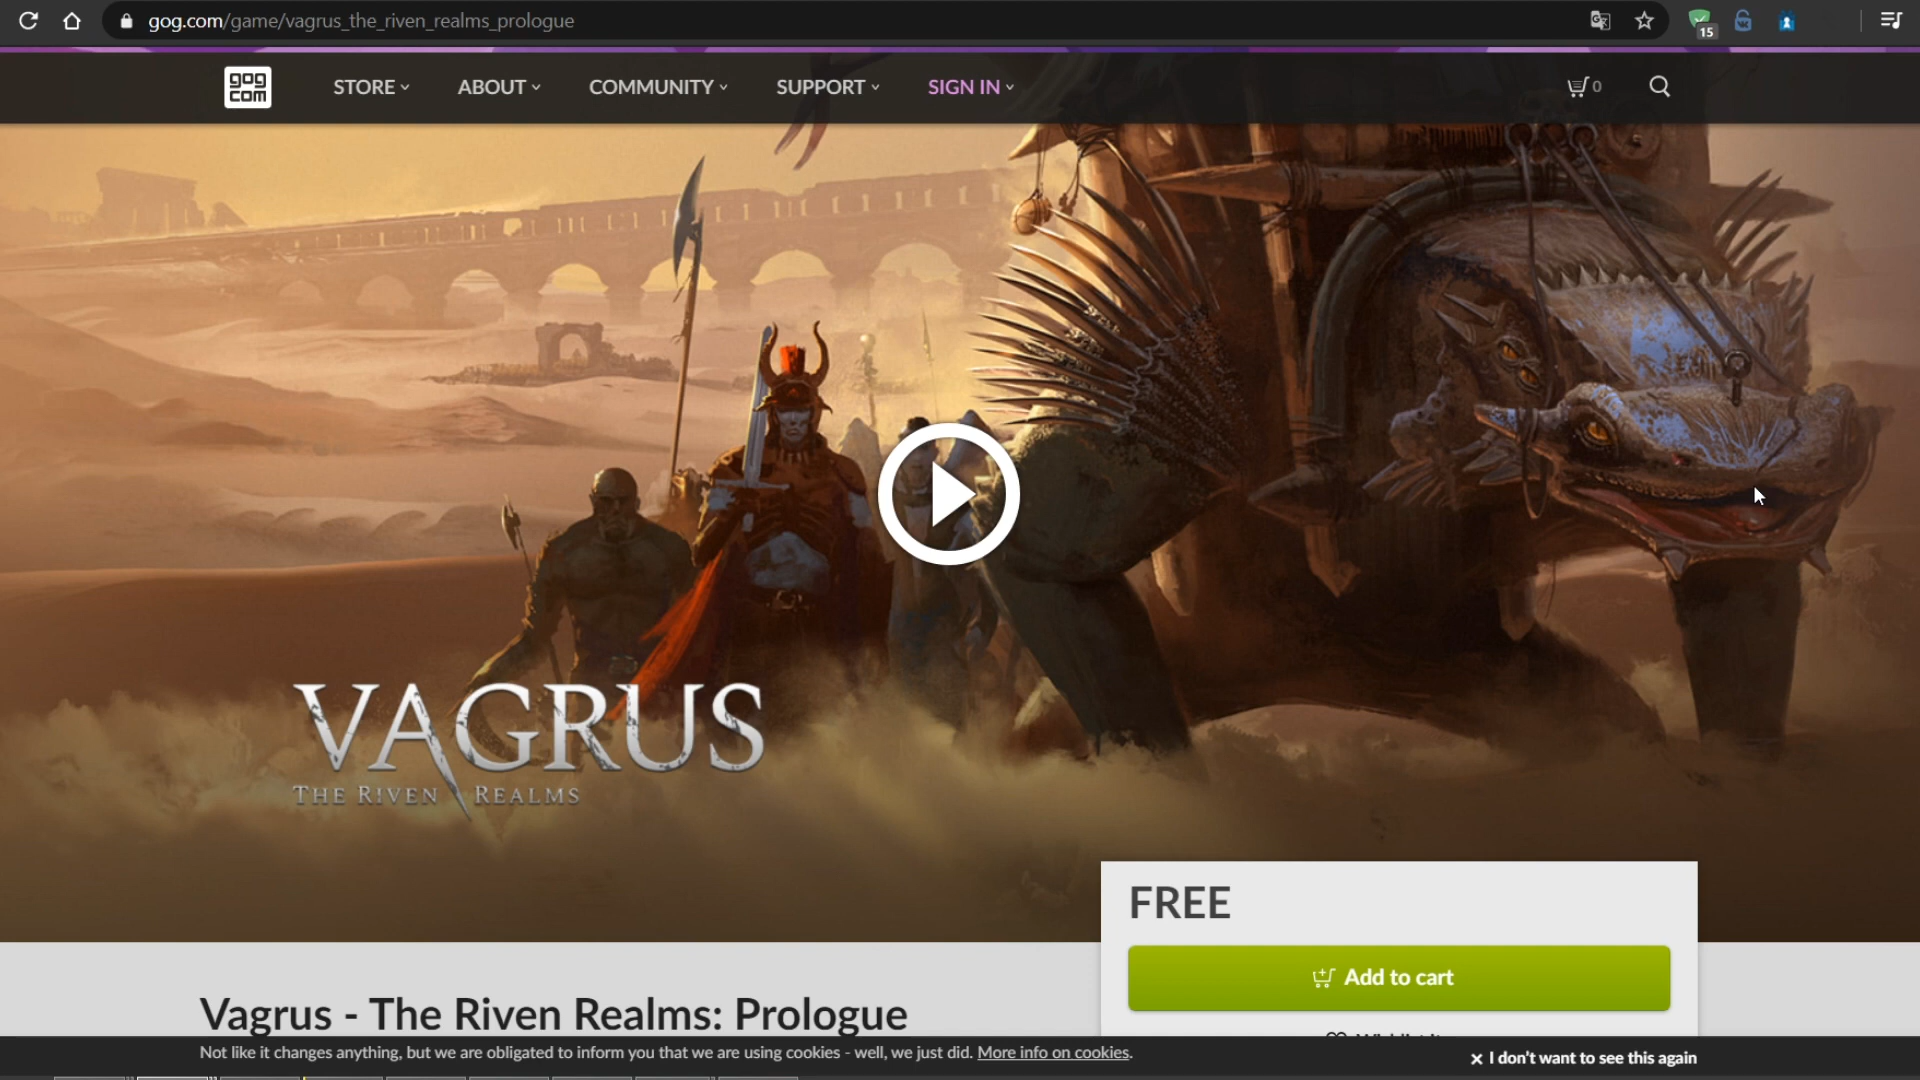 gog.com/game/vagrus_the_riven_realms_prologue
15
gog
com
STORE
ABOUT
COMMUNITY
SUPPORT
SIGN IN
0
VAGRUS
THE RIVEN REALMS
FREE
Add to cart
Vagrus - The Riven Realms: Prologue
Not like it changes anything, but we are obligated to inform you that we are using cookies - well, we just did. More info on cookies.
I don't want to see this again